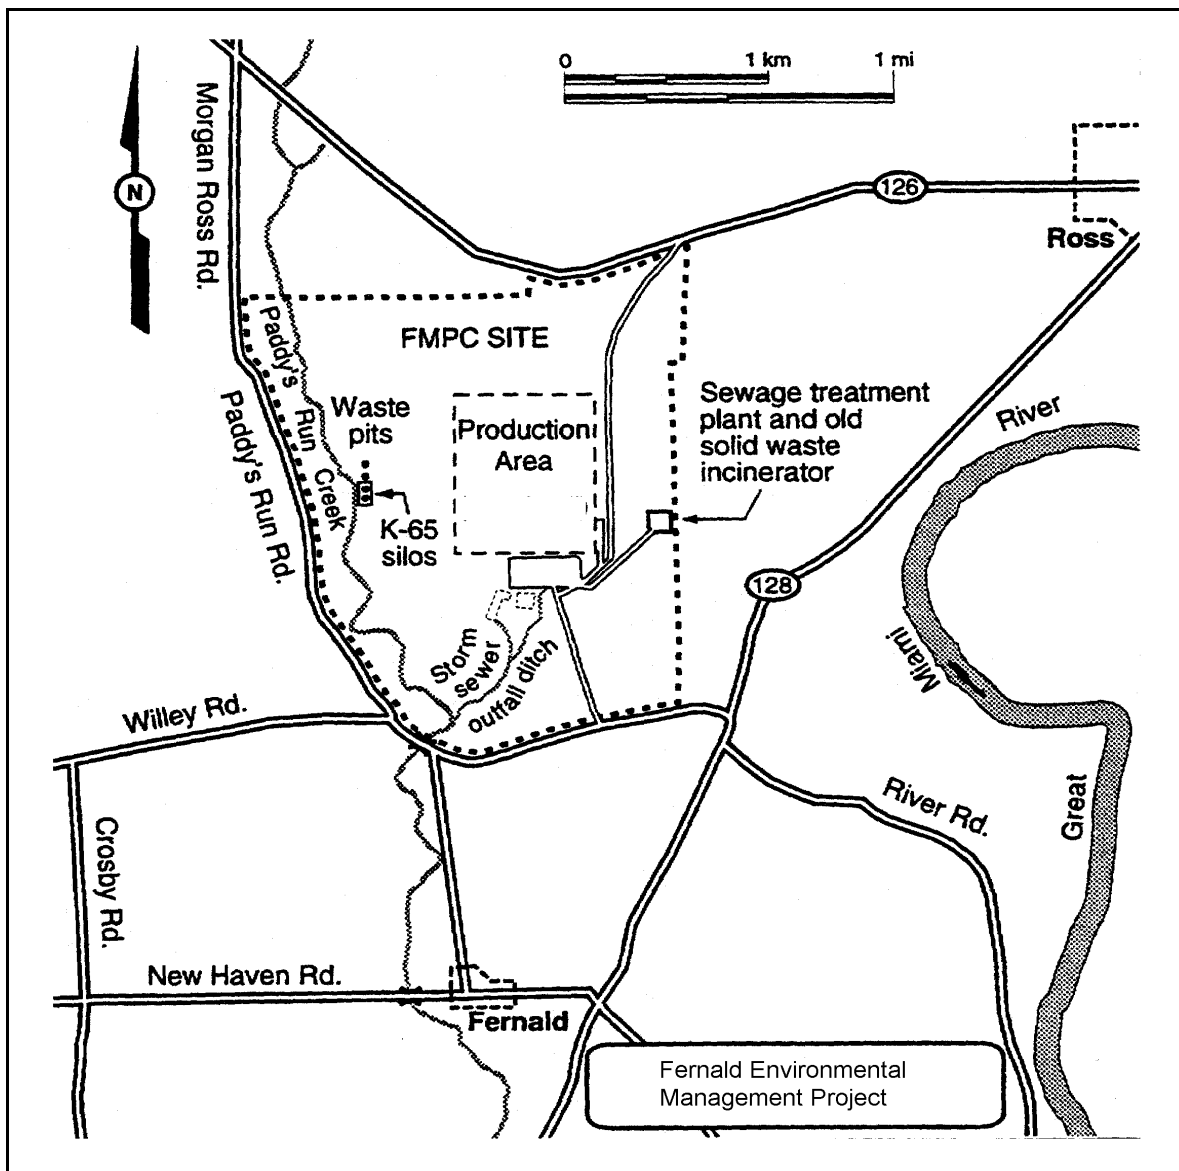 0 1 km 1 mi
N
Morgan Ross Rd.
126
Ross
Paddy's
Run
Creek
FMPC SITE
Waste
pits
Paddy's Run Rd.
Production
Area
Sewage treatment
plant and old
solid waste
incinerator
River
K-65
silos
128
Miami
Storm
sewer
outfall ditch
Willey Rd.
Great
River Rd.
Crosby Rd.
New Haven Rd.
Fernald
Fernald Environmental
Management Project